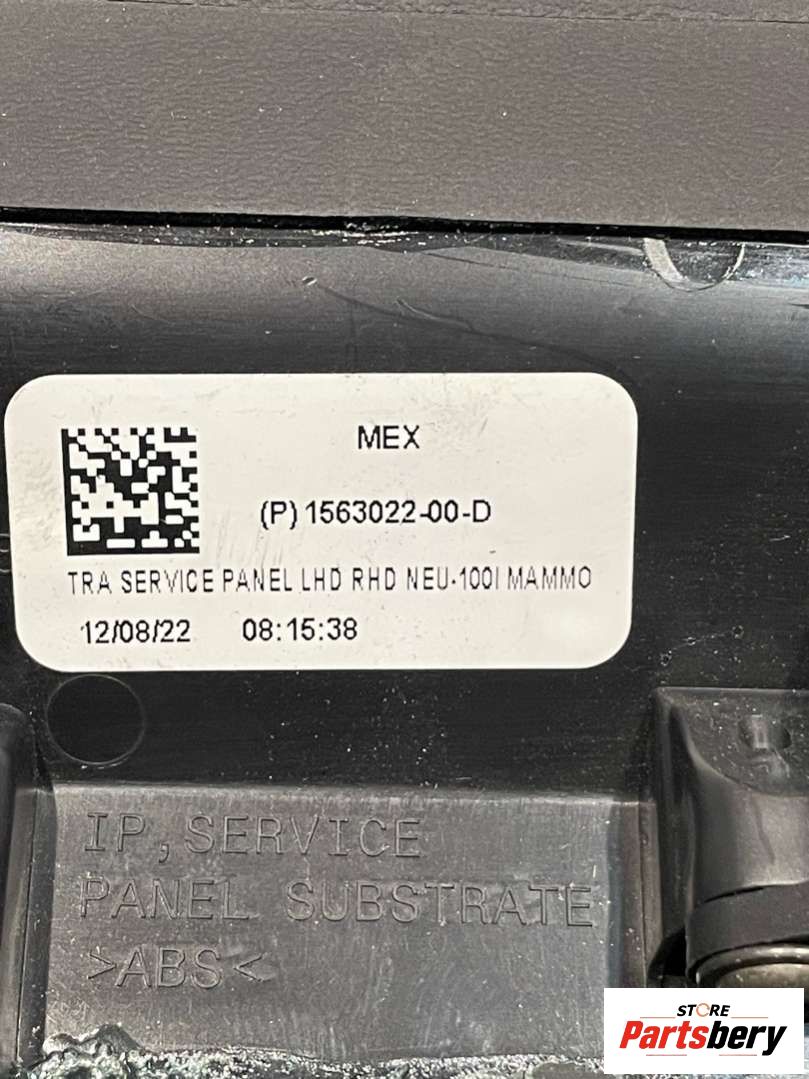 MEX
(P) 1563022-00-D
TRA SERVICE PANEL LHD RHD NEU-100I MAMMO
12/08/22 08:15:38
IP, SERVICE
PANEL SUBSTRATE
>ABS<
STORE
Partsbery